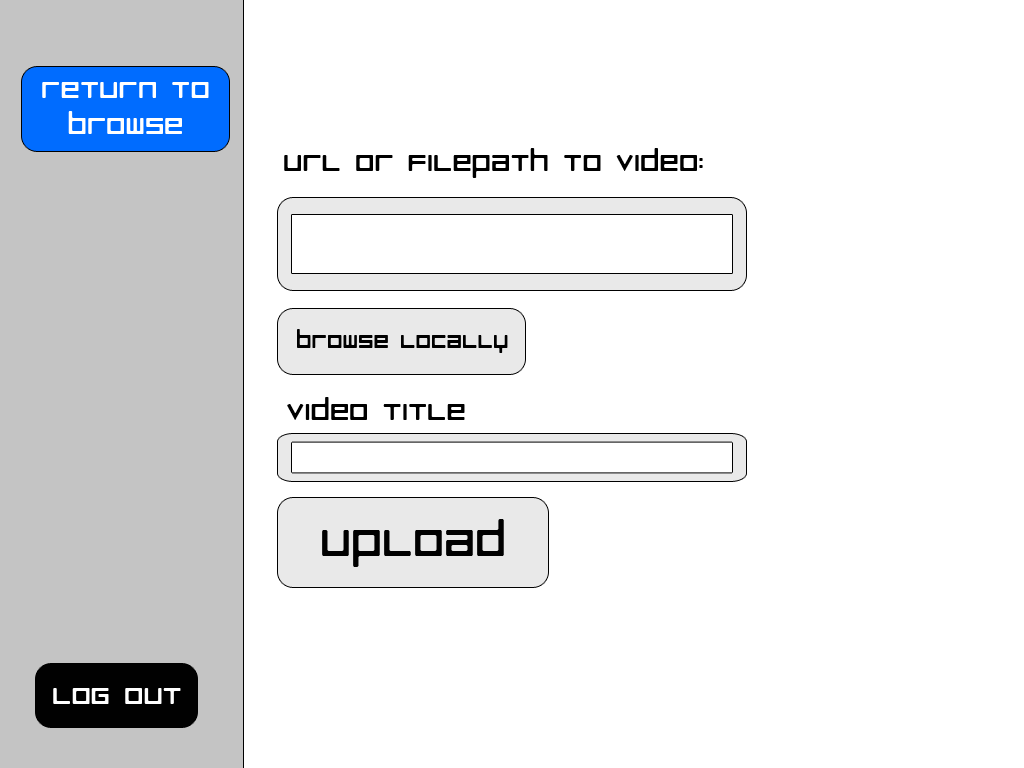 return to
browse
url or filepath to video:
browse locally
video title
upload
LOG OUT